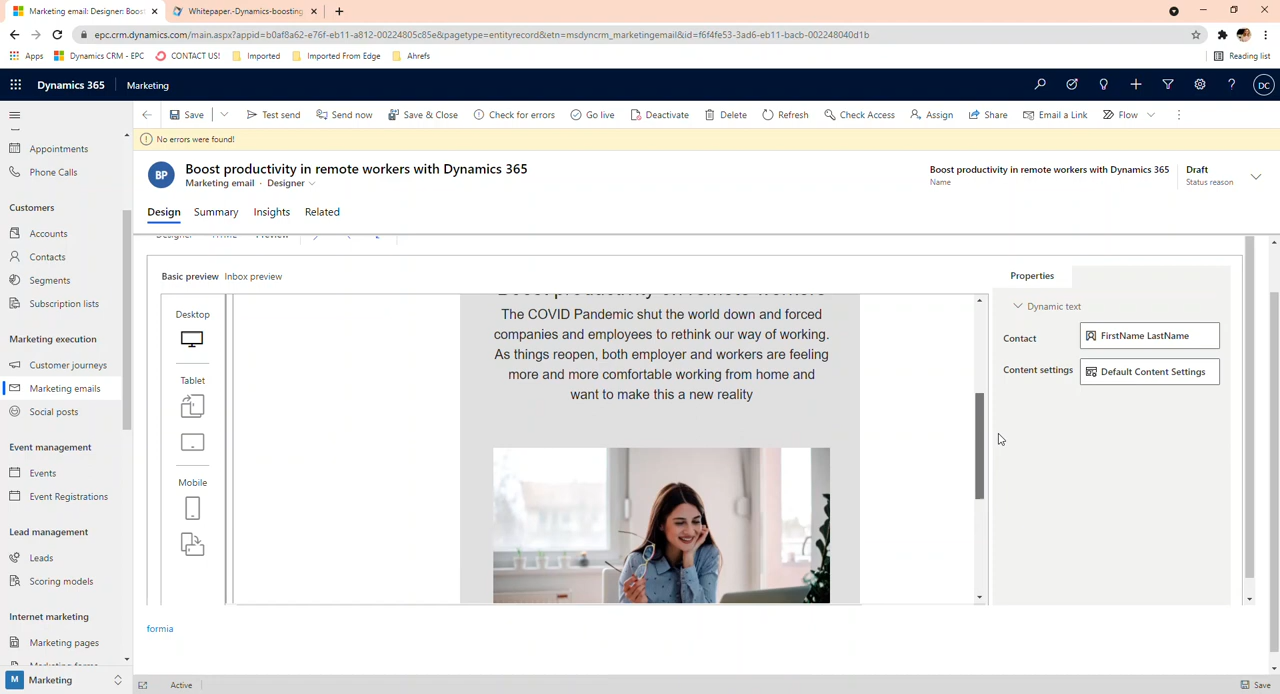 Marketing email: Designer: Boos
Whitepaper.-Dynamics-boosting
epc.crm.dynamics.com/main.aspx?appid=b0af8a62-e76f-eb11-a812-00224805c85e&pagetype=entityrecord&etn=msdyncrm_marketingemail&id=f6f4fe53-3ad6-eb11-bacb-002248040d1b
Apps
Dynamics CRM - EPC
CONTACT US!
Imported
Imported From Edge
Ahrefs
Reading list
Dynamics 365
Marketing
DC
Save
Test send
Send now
Save & Close
Check for errors
Go live
Deactivate
Delete
Refresh
Check Access
Assign
Share
Email a Link
Flow
No errors were found!
Appointments
Phone Calls
Customers
Accounts
Contacts
Segments
Subscription lists
Marketing execution
Customer journeys
Marketing emails
Social posts
Event management
Events
Event Registrations
Lead management
Leads
Scoring models
Internet marketing
Marketing pages
Marketing forms
M Marketing
BP
Boost productivity in remote workers with Dynamics 365
Marketing email · Designer
Boost productivity in remote workers with Dynamics 365
Name
Draft
Status reason
Design
Summary
Insights
Related
Designer
HTML
Preview
Basic preview
Inbox preview
Desktop
Tablet
Mobile
Boost productivity on remote workers
The COVID Pandemic shut the world down and forced
companies and employees to rethink our way of working.
As things reopen, both employer and workers are feeling
more and more comfortable working from home and
want to make this a new reality
Properties
Dynamic text
Contact
FirstName LastName
Content settings
Default Content Settings
formia
Active
Save